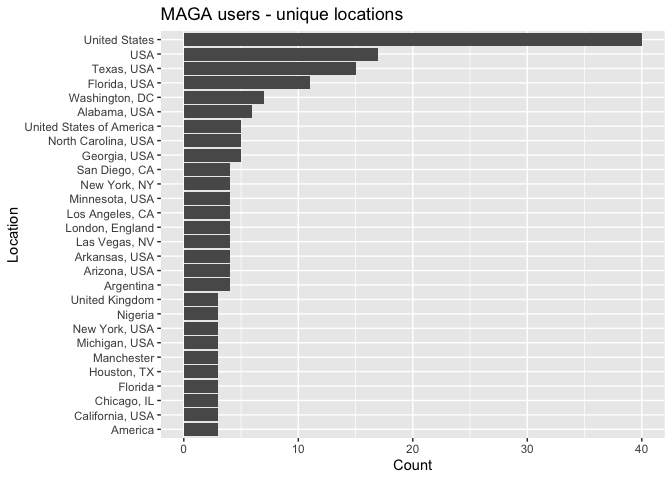 MAGA users - unique locations
United States
USA
Texas, USA
Florida, USA
Washington, DC
Alabama, USA
United States of America
North Carolina, USA
Georgia, USA
San Diego, CA
New York, NY
Minnesota, USA
Los Angeles, CA
London, England
Las Vegas, NV
Arkansas, USA
Arizona, USA
Argentina
United Kingdom
Nigeria
New York, USA
Michigan, USA
Manchester
Houston, TX
Florida
Chicago, IL
California, USA
America
Location
0 10 20 30 40
Count